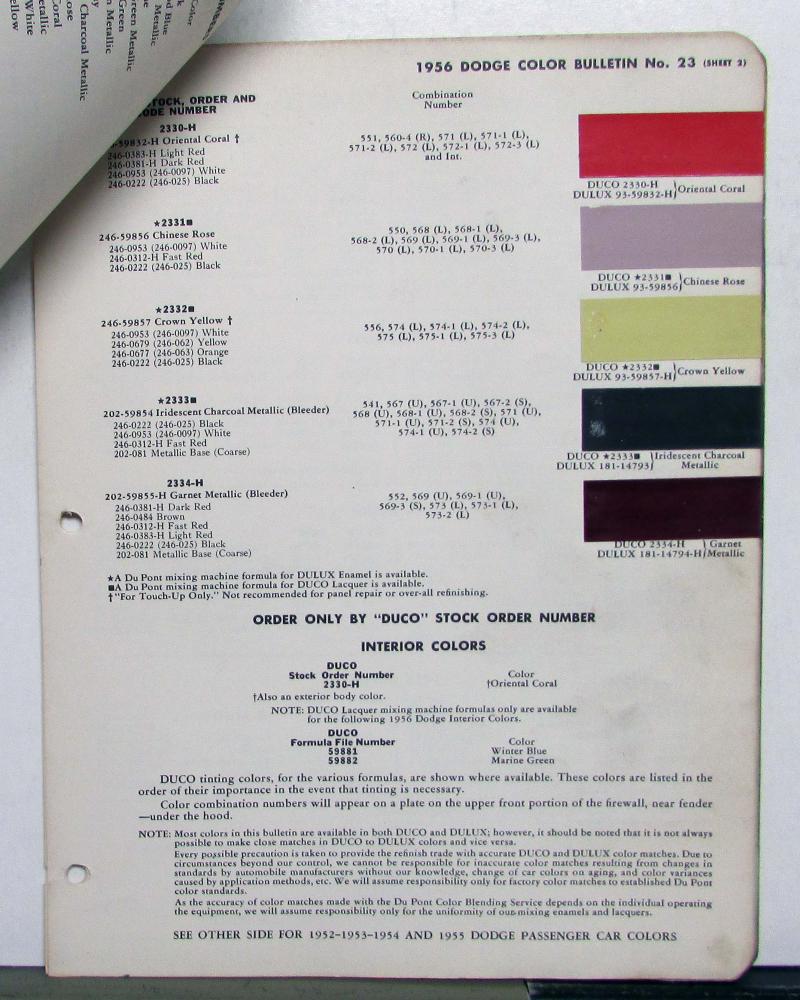 1956 DODGE COLOR BULLETIN No. 23 (SHEET 2)
STOCK, ORDER AND
CODE NUMBER
Combination
Number
2330-H
-59832-H Oriental Coral †
246-0383-H Light Red
246-0381-H Dark Red
246-0953 (246-0097) White
246-0222 (246-025) Black
551, 560-4 (R), 571 (L), 571-1 (L),
571-2 (L), 572 (L), 572-1 (L), 572-3 (L)
and Int.
DUCO 2330-H
DULUX 93-59832-H} Oriental Coral
★2331■
246-59856 Chinese Rose
246-0953 (246-0097) White
246-0312-H Fast Red
246-0222 (246-025) Black
550, 568 (L), 568-1 (L),
568-2 (L), 569 (L), 569-1 (L), 569-3 (L),
570 (L), 570-1 (L), 570-3 (L)
DUCO ★2331■
DULUX 93-59856} Chinese Rose
★2332■
246-59857 Crown Yellow †
246-0953 (246-0097) White
246-0679 (246-062) Yellow
246-0677 (246-063) Orange
246-0222 (246-025) Black
556, 574 (L), 574-1 (L), 574-2 (L),
575 (L), 575-1 (L), 575-3 (L)
DUCO ★2332■
DULUX 93-59857-H} Crown Yellow
★2333■
202-59854 Iridescent Charcoal Metallic (Bleeder)
246-0222 (246-025) Black
246-0953 (246-0097) White
246-0312-H Fast Red
202-081 Metallic Base (Coarse)
541, 567 (U), 567-1 (U), 567-2 (S),
568 (U), 568-1 (U), 568-2 (S), 571 (U),
571-1 (U), 571-2 (S), 574 (U),
574-1 (U), 574-2 (S)
DUCO ★2333■ } Iridescent Charcoal
DULUX 181-14793} Metallic
2334-H
202-59855-H Garnet Metallic (Bleeder)
246-0381-H Dark Red
246-0484 Brown
246-0312-H Fast Red
246-0383-H Light Red
246-0222 (246-025) Black
202-081 Metallic Base (Coarse)
552, 569 (U), 569-1 (U),
569-3 (S), 573 (L), 573-1 (L),
573-2 (L)
DUCO 2334-H } Garnet
DULUX 181-14794-H} Metallic
★A Du Pont mixing machine formula for DULUX Enamel is available.
■A Du Pont mixing machine formula for DUCO Lacquer is available.
†"For Touch-Up Only." Not recommended for panel repair or over-all refinishing.
ORDER ONLY BY "DUCO" STOCK ORDER NUMBER
INTERIOR COLORS
DUCO
Stock Order Number Color
2330-H †Oriental Coral
†Also an exterior body color.
NOTE: DUCO Lacquer mixing machine formulas only are available
for the following 1956 Dodge Interior Colors.
DUCO
Formula File Number Color
59881 Winter Blue
59882 Marine Green
DUCO tinting colors, for the various formulas, are shown where available. These colors are listed in the
order of their importance in the event that tinting is necessary.
Color combination numbers will appear on a plate on the upper front portion of the firewall, near fender
—under the hood.
NOTE: Most colors in this bulletin are available in both DUCO and DULUX; however, it should be noted that it is not always
possible to make close matches in DUCO to DULUX colors and vice versa.
Every possible precaution is taken to provide the refinish trade with accurate DUCO and DULUX color matches. Due to
circumstances beyond our control, we cannot be responsible for inaccurate color matches resulting from changes in
standards by automobile manufacturers without our knowledge, change of car colors on aging, and color variances
caused by application methods, etc. We will assume responsibility only for factory color matches to established Du Pont
color standards.
As the accuracy of color matches made with the Du Pont Color Blending Service depends on the individual operating
the equipment, we will assume responsibility only for the uniformity of our mixing enamels and lacquers.
SEE OTHER SIDE FOR 1952-1953-1954 AND 1955 DODGE PASSENGER CAR COLORS
Color
Metallic
Green
Green Metallic
Metallic
Charcoal Metallic
Coral
Metallic
White